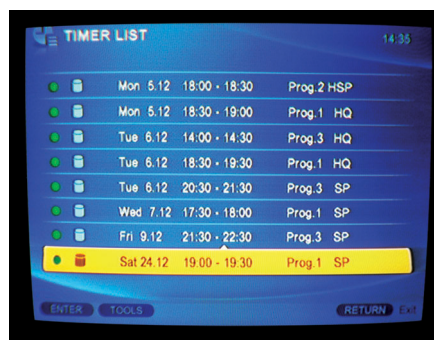 TIMER LIST 14:35
Mon 5.12 18:00 - 18:30 Prog.2 HSP
Mon 5.12 18:30 - 19:00 Prog.1 HQ
Tue 6.12 14:00 - 14:30 Prog.3 HQ
Tue 6.12 18:30 - 19:30 Prog.1 HQ
Tue 6.12 20:30 - 21:30 Prog.3 SP
Wed 7.12 17:30 - 18:00 Prog.1 SP
Fri 9.12 21:30 - 22:30 Prog.3 SP
Sat 24.12 19:00 - 19:30 Prog.1 SP
ENTER TOOLS RETURN Exit